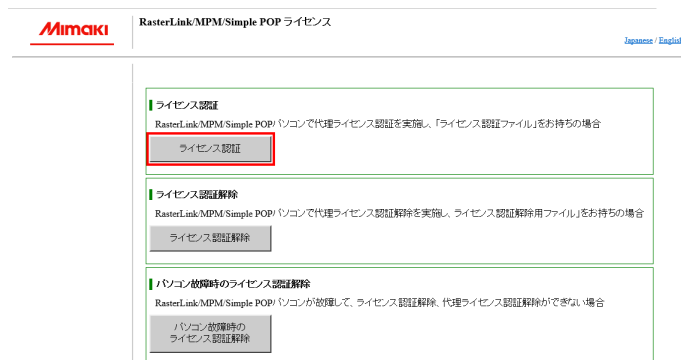 Mimaki
RasterLink/MPM/Simple POP ライセンス
Japanese / English
ライセンス認証
RasterLink/MPM/Simple POPパソコンで代理ライセンス認証を実施し、「ライセンス認証ファイル」をお持ちの場合
ライセンス認証
ライセンス認証解除
RasterLink/MPM/Simple POPパソコンで代理ライセンス認証解除を実施し、ライセンス認証解除用ファイル」をお持ちの場合
ライセンス認証解除
パソコン故障時のライセンス認証解除
RasterLink/MPM/Simple POPパソコンが故障して、ライセンス認証解除、代理ライセンス認証解除ができない場合
パソコン故障時の
ライセンス認証解除